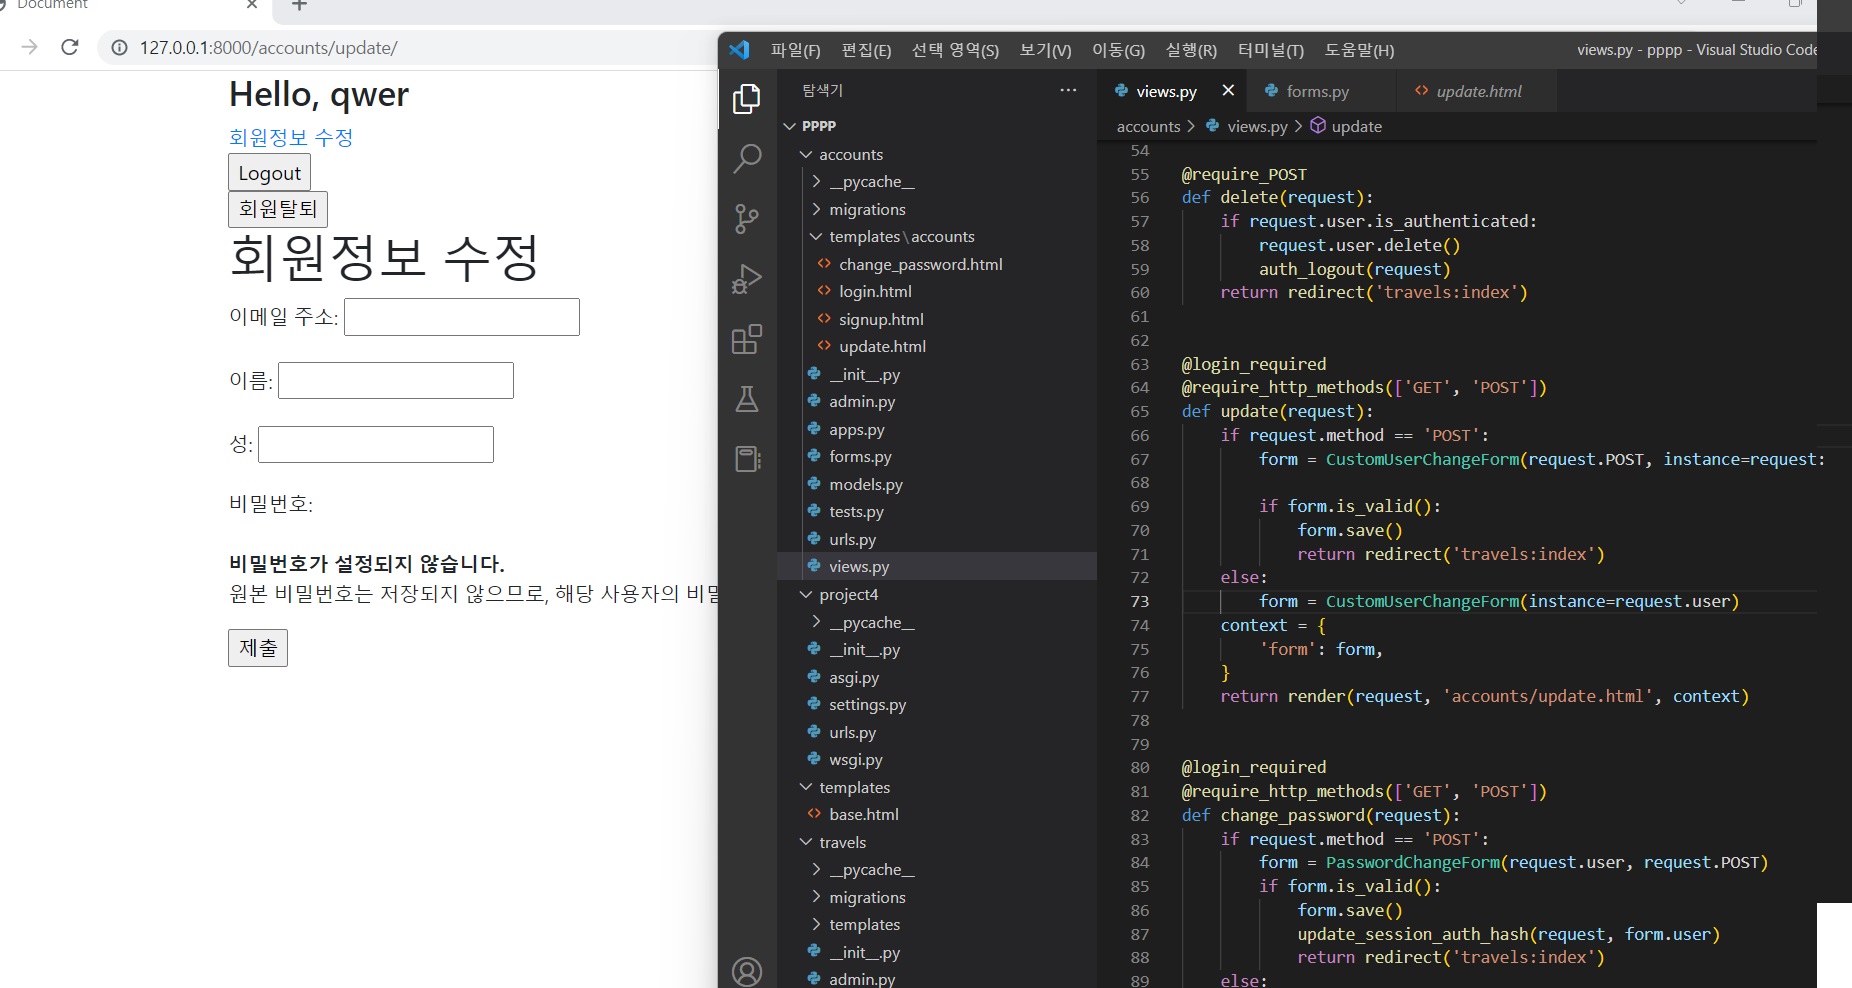 Document
127.0.0.1:8000/accounts/update/
Hello, qwer
회원정보 수정
Logout
회원탈퇴
회원정보 수정
이메일 주소:
이름:
성:
비밀번호:
비밀번호가 설정되지 않습니다.
원본 비밀번호는 저장되지 않으므로, 해당 사용자의 비밀
제출
파일(F) 편집(E) 선택 영역(S) 보기(V) 이동(G) 실행(R) 터미널(T) 도움말(H) views.py - pppp - Visual Studio Code
탐색기
PPPP
accounts
__pycache__
migrations
templates\accounts
change_password.html
login.html
signup.html
update.html
__init__.py
admin.py
apps.py
forms.py
models.py
tests.py
urls.py
views.py
project4
__pycache__
__init__.py
asgi.py
settings.py
urls.py
wsgi.py
templates
base.html
travels
__pycache__
migrations
templates
__init__.py
admin.py
views.py forms.py update.html
accounts > views.py > update
54
55 @require_POST
56 def delete(request):
57 if request.user.is_authenticated:
58 request.user.delete()
59 auth_logout(request)
60 return redirect('travels:index')
61
62
63 @login_required
64 @require_http_methods(['GET', 'POST'])
65 def update(request):
66 if request.method == 'POST':
67 form = CustomUserChangeForm(request.POST, instance=request.
68
69 if form.is_valid():
70 form.save()
71 return redirect('travels:index')
72 else:
73 form = CustomUserChangeForm(instance=request.user)
74 context = {
75 'form': form,
76 }
77 return render(request, 'accounts/update.html', context)
78
79
80 @login_required
81 @require_http_methods(['GET', 'POST'])
82 def change_password(request):
83 if request.method == 'POST':
84 form = PasswordChangeForm(request.user, request.POST)
85 if form.is_valid():
86 form.save()
87 update_session_auth_hash(request, form.user)
88 return redirect('travels:index')
89 else: